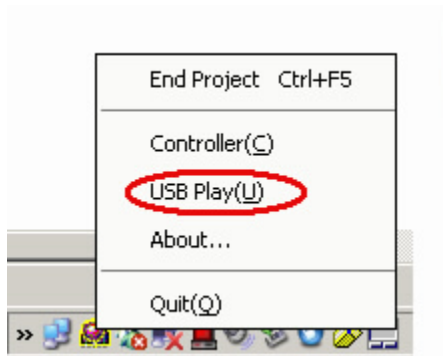 End Project Ctrl+F5
Controller(C)
USB Play(U)
About...
Quit(Q)
»